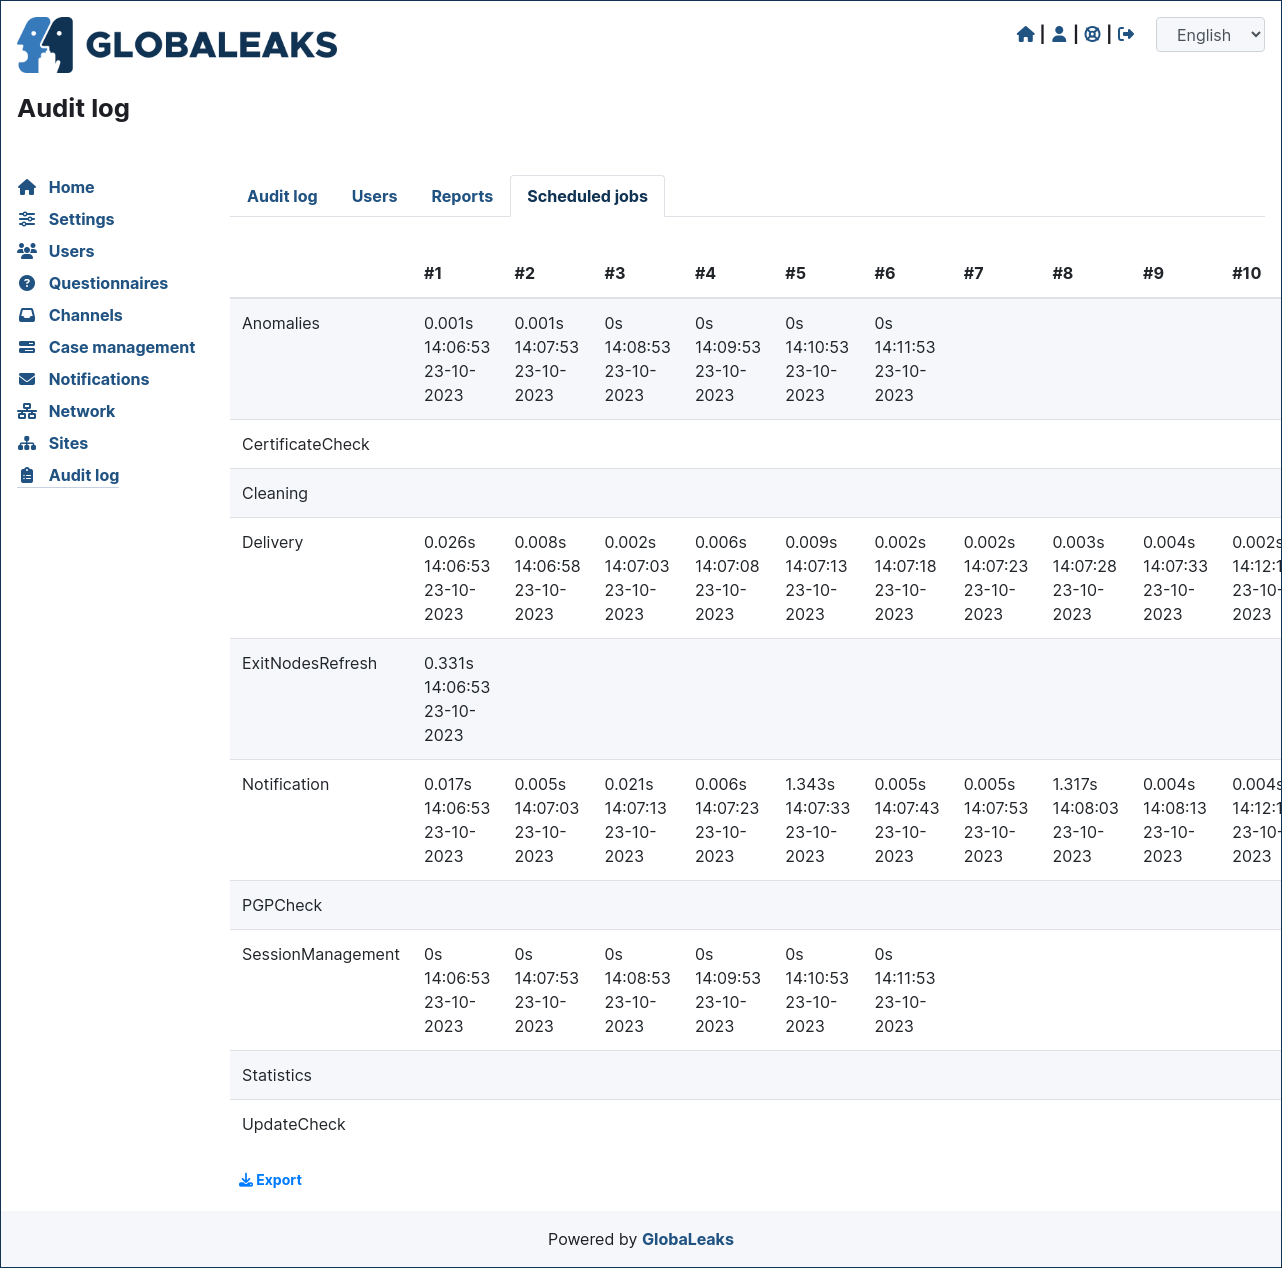 GLOBALEAKS
| | |
English
Audit log
Home
Settings
Users
Questionnaires
Channels
Case management
Notifications
Network
Sites
Audit log
Audit log Users Reports Scheduled jobs
#1 #2 #3 #4 #5 #6 #7 #8 #9 #10
Anomalies 0.001s 0.001s 0s 0s 0s 0s
14:06:53 14:07:53 14:08:53 14:09:53 14:10:53 14:11:53
23-10- 23-10- 23-10- 23-10- 23-10- 23-10-
2023 2023 2023 2023 2023 2023
CertificateCheck
Cleaning
Delivery 0.026s 0.008s 0.002s 0.006s 0.009s 0.002s 0.002s 0.003s 0.004s 0.002s
14:06:53 14:06:58 14:07:03 14:07:08 14:07:13 14:07:18 14:07:23 14:07:28 14:07:33 14:12:1
23-10- 23-10- 23-10- 23-10- 23-10- 23-10- 23-10- 23-10- 23-10- 23-10-
2023 2023 2023 2023 2023 2023 2023 2023 2023 2023
ExitNodesRefresh 0.331s
14:06:53
23-10-
2023
Notification 0.017s 0.005s 0.021s 0.006s 1.343s 0.005s 0.005s 1.317s 0.004s 0.004s
14:06:53 14:07:03 14:07:13 14:07:23 14:07:33 14:07:43 14:07:53 14:08:03 14:08:13 14:12:1
23-10- 23-10- 23-10- 23-10- 23-10- 23-10- 23-10- 23-10- 23-10- 23-10-
2023 2023 2023 2023 2023 2023 2023 2023 2023 2023
PGPCheck
SessionManagement 0s 0s 0s 0s 0s 0s
14:06:53 14:07:53 14:08:53 14:09:53 14:10:53 14:11:53
23-10- 23-10- 23-10- 23-10- 23-10- 23-10-
2023 2023 2023 2023 2023 2023
Statistics
UpdateCheck
Export
Powered by GlobaLeaks